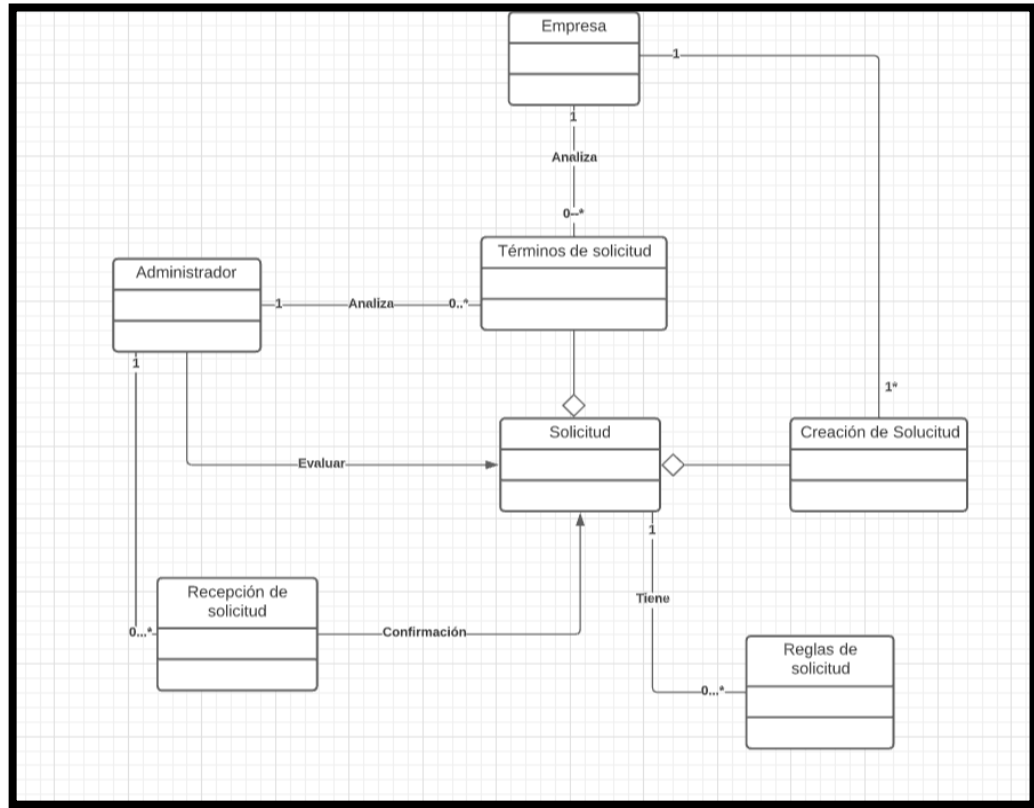 Empresa
1
1
Analiza
0--*
Términos de solicitud
Administrador
1
Analiza
0..*
1
1*
Solicitud
Creación de Solucitud
Evaluar
1
Recepción de
solicitud
Tiene
0...*
Confirmación
Reglas de
solicitud
0...*